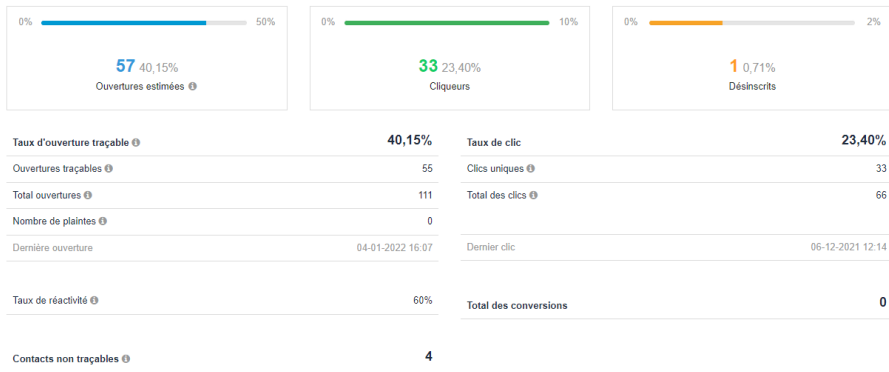 0% 50%
57 40,15%
Ouvertures estimées
0% 10%
33 23,40%
Cliqueurs
0% 2%
1 0,71%
Désinscrits
Taux d'ouverture traçable 40,15%
Ouvertures traçables 55
Total ouvertures 111
Nombre de plaintes 0
Dernière ouverture 04-01-2022 16:07
Taux de réactivité 60%
Contacts non traçables 4
Taux de clic 23,40%
Clics uniques 33
Total des clics 66
Dernier clic 06-12-2021 12:14
Total des conversions 0